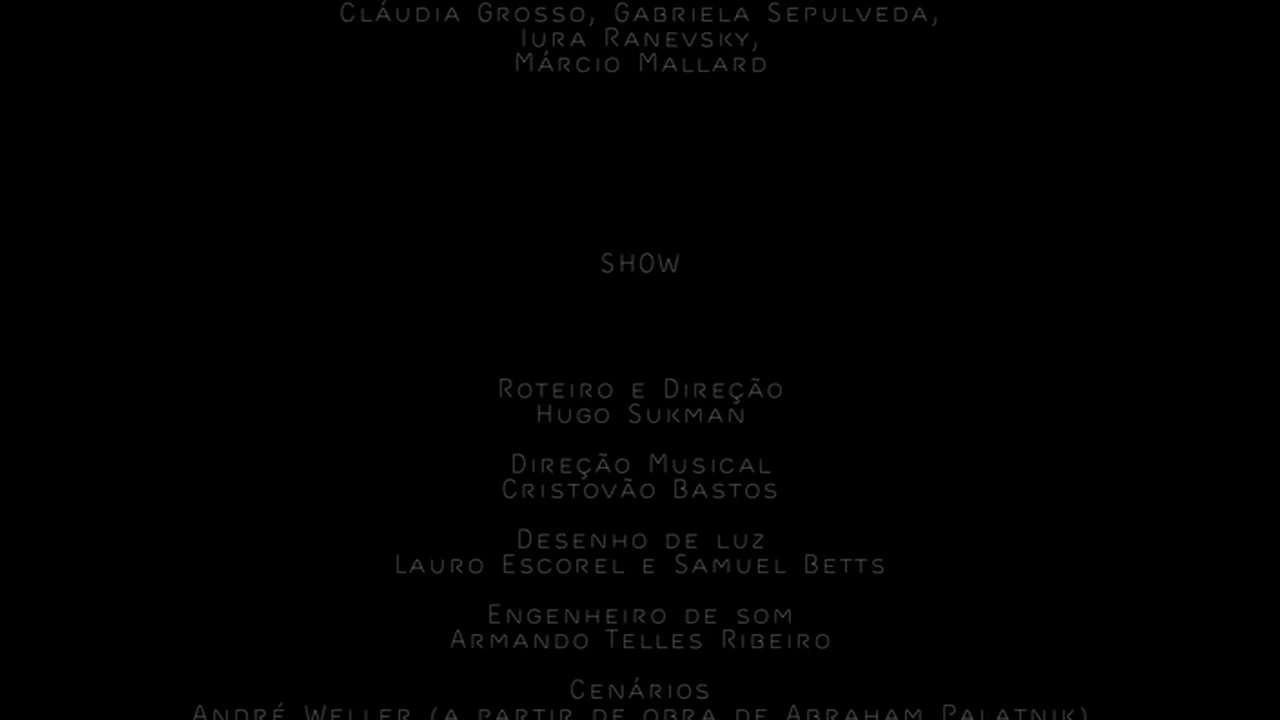 Cláudia Grosso, Gabriela Sepulveda,
Iura Ranevsky,
Márcio Mallard
SHOW
Roteiro e Direção
Hugo Sukman
Direção Musical
Cristovão Bastos
Desenho de luz
Lauro Escorel e Samuel Betts
Engenheiro de som
Armando Telles Ribeiro
Cenários
André Weller (a partir de obra de Abraham Palatnik)